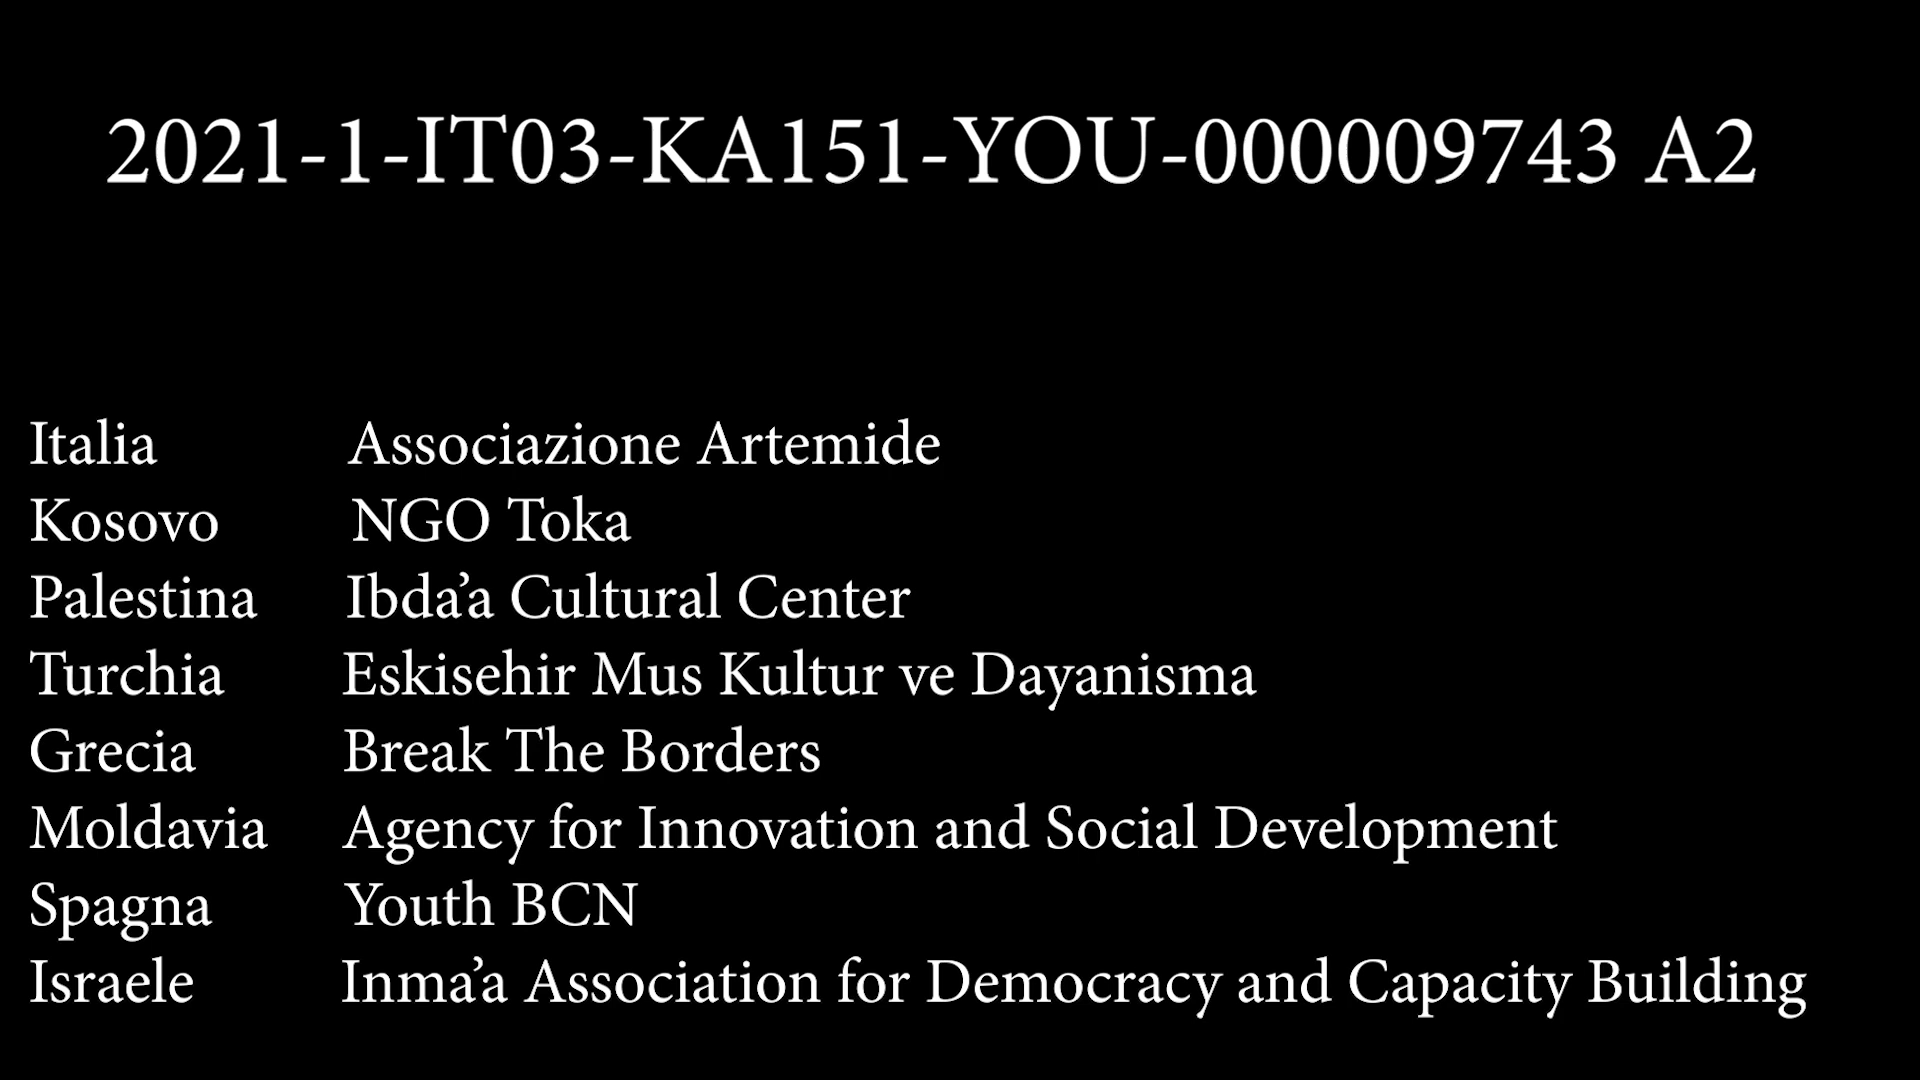 2021-1-IT03-KA151-YOU-000009743 A2
Italia Associazione Artemide
Kosovo NGO Toka
Palestina Ibda’a Cultural Center
Turchia Eskisehir Mus Kultur ve Dayanisma
Grecia Break The Borders
Moldavia Agency for Innovation and Social Development
Spagna Youth BCN
Israele Inma’a Association for Democracy and Capacity Building